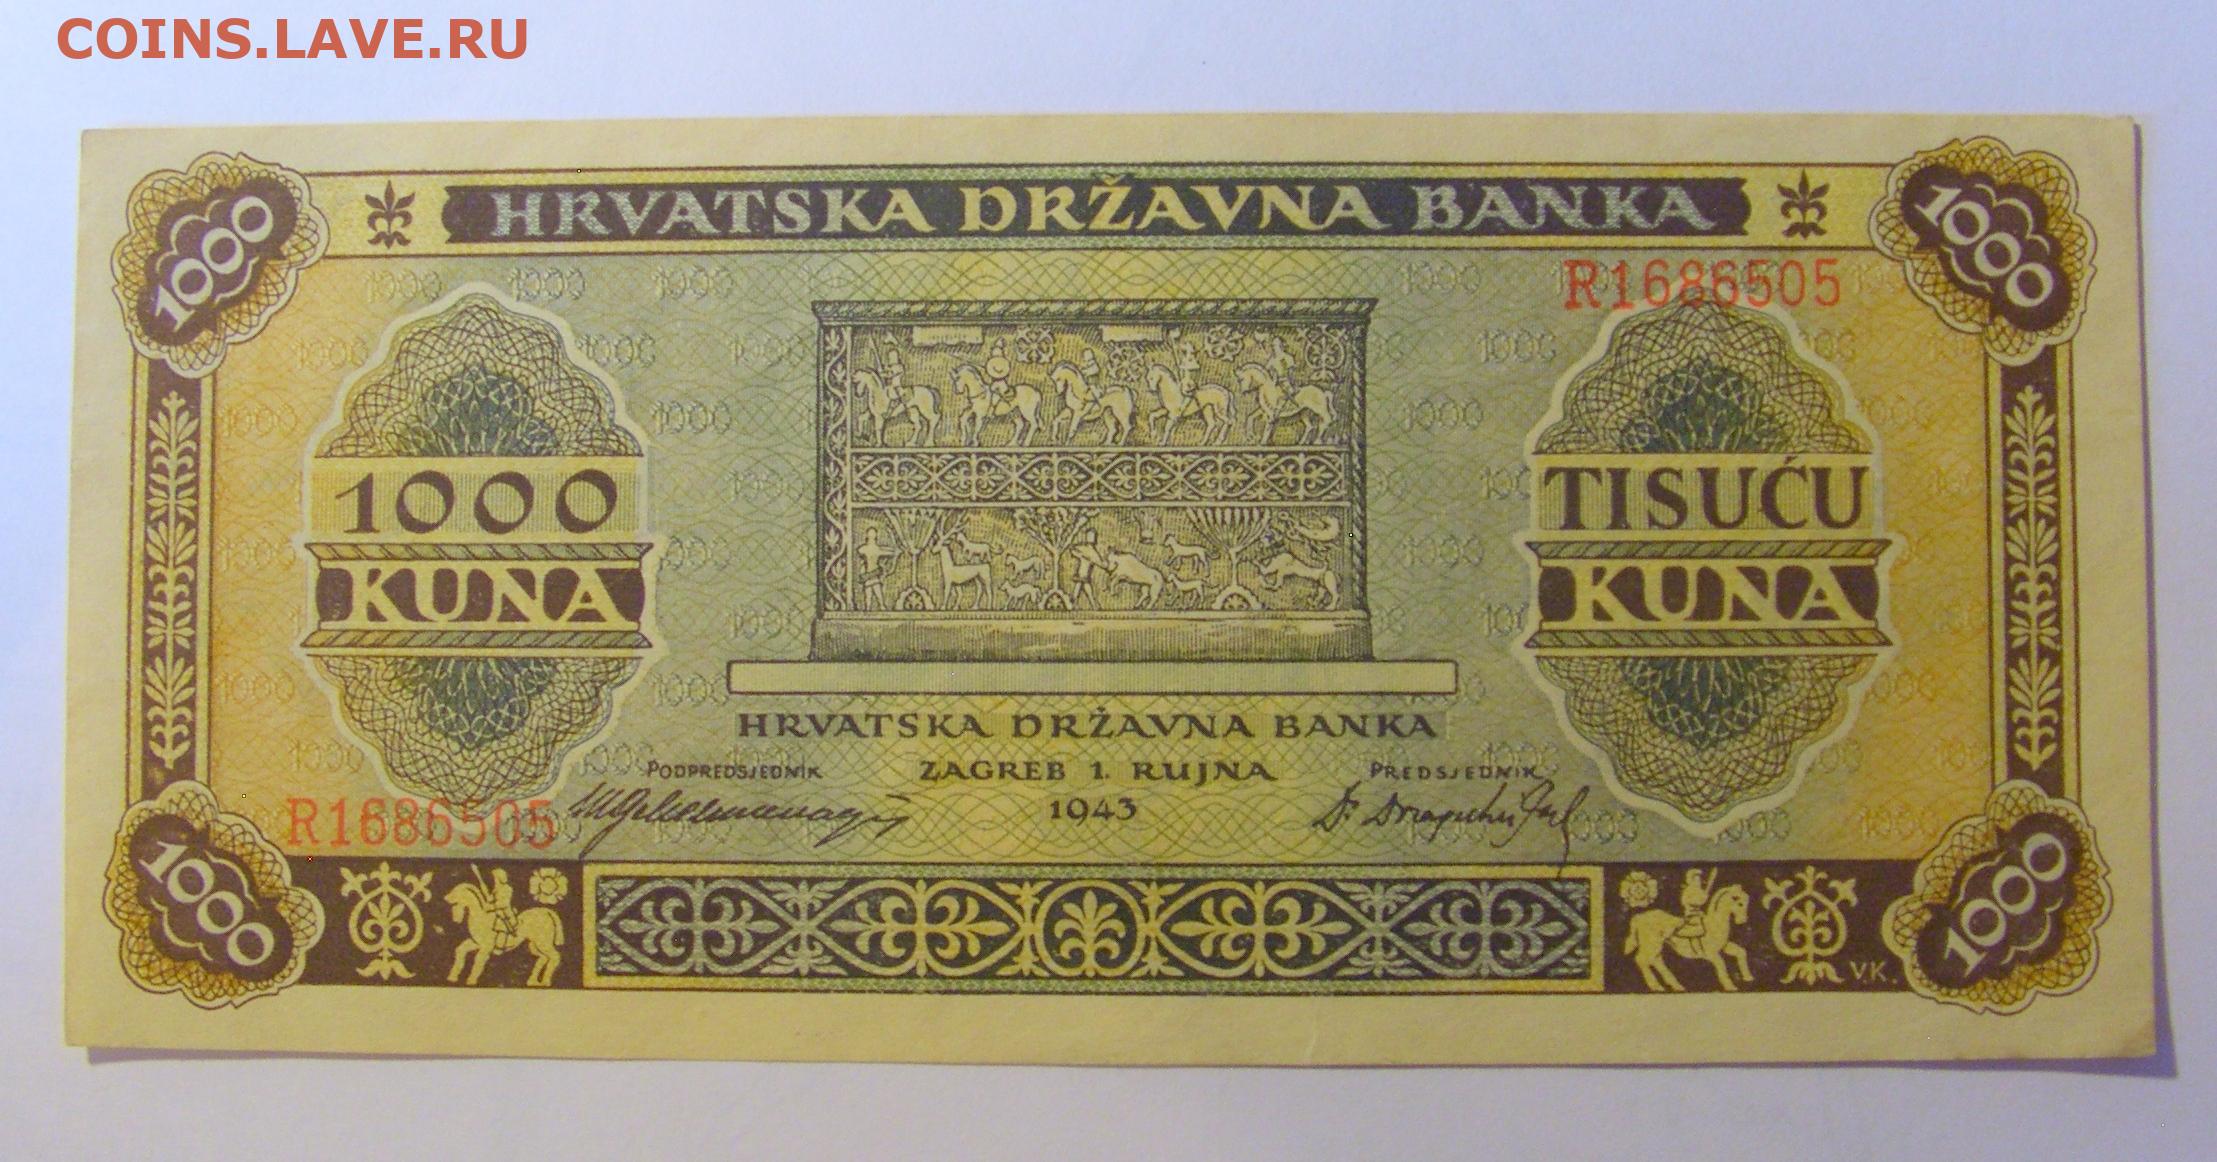 COINS.LAVE.RU
1000
HRVATSKA DRŽAVNA BANKA
1000
R1686505
1000
KUNA
TISUĆU
KUNA
HRVATSKA DRŽAVNA BANKA
PODPREDSJEDNIK
ZAGREB 1. RUJNA
1943
PREDSJEDNIK
R1686505
1000
V.K.
1000